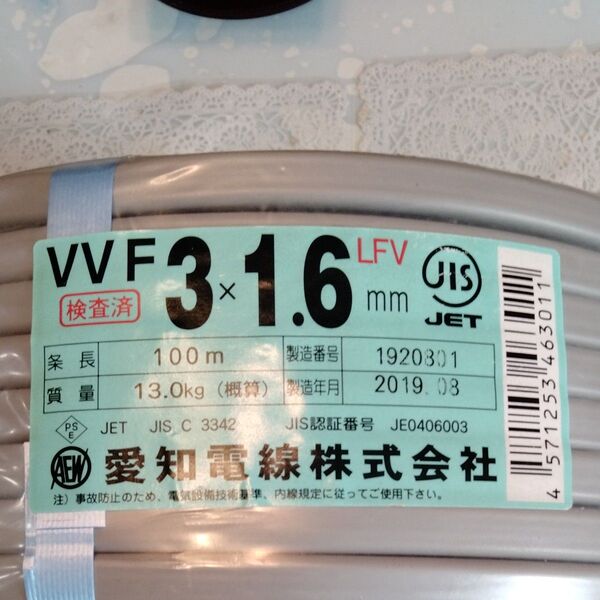 VVF 3×1.6 mm LFV
検査済
JIS
JET
条長 100m 製造番号 1920801
質量 13.0kg (概算) 製造年月 2019.08
PS E JET JIS C 3342 JIS認証番号 JE0406003
AEW 愛知電線株式会社
注)事故防止のため、電気設備技術基準、内線規定に従ってご使用下さい。
4 571253 463011